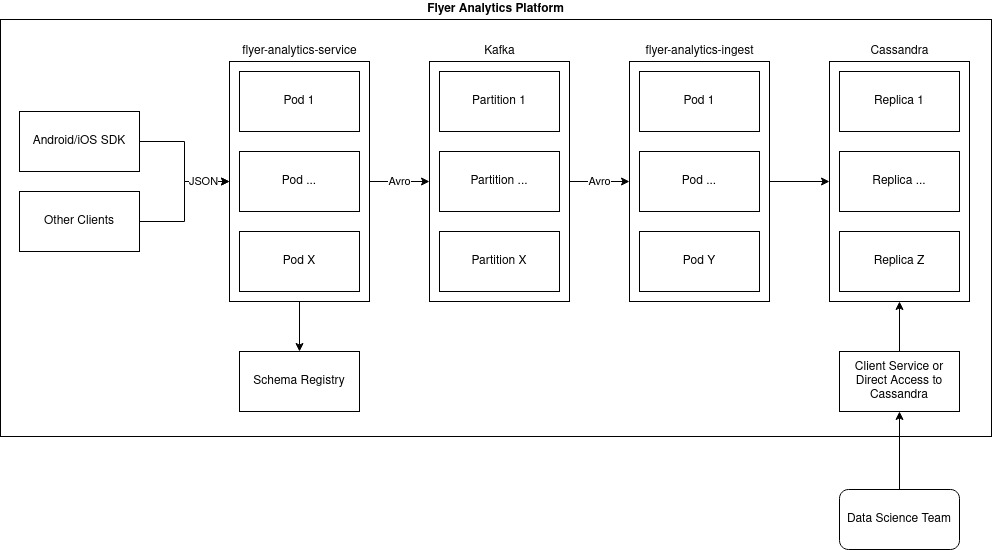 Flyer Analytics Platform
flyer-analytics-service
Kafka
flyer-analytics-ingest
Cassandra
Android/iOS SDK
Other Clients
JSON
Pod 1
Pod ...
Pod X
Avro
Partition 1
Partition ...
Partition X
Avro
Pod 1
Pod ...
Pod Y
Replica 1
Replica ...
Replica Z
Schema Registry
Client Service or
Direct Access to
Cassandra
Data Science Team